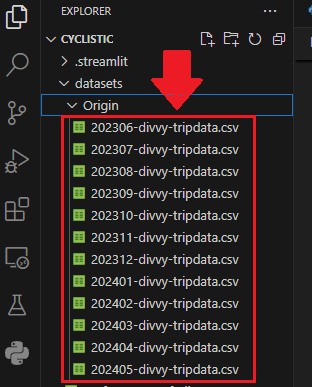 EXPLORER
CYCLISTIC
.streamlit
datasets
Origin
202306-divvy-tripdata.csv
202307-divvy-tripdata.csv
202308-divvy-tripdata.csv
202309-divvy-tripdata.csv
202310-divvy-tripdata.csv
202311-divvy-tripdata.csv
202312-divvy-tripdata.csv
202401-divvy-tripdata.csv
202402-divvy-tripdata.csv
202403-divvy-tripdata.csv
202404-divvy-tripdata.csv
202405-divvy-tripdata.csv